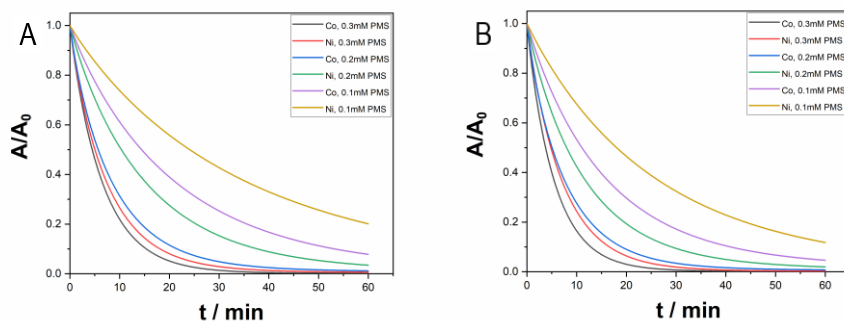 A
Co, 0.3mM PMS
Ni, 0.3mM PMS
Co, 0.2mM PMS
Ni, 0.2mM PMS
Co, 0.1mM PMS
Ni, 0.1mM PMS
A/A0
1.0
0.8
0.6
0.4
0.2
0.0
0 10 20 30 40 50 60
t / min
B
Co, 0.3mM PMS
Ni, 0.3mM PMS
Co, 0.2mM PMS
Ni, 0.2mM PMS
Co, 0.1mM PMS
Ni, 0.1mM PMS
A/A0
1.0
0.8
0.6
0.4
0.2
0.0
0 10 20 30 40 50 60
t / min